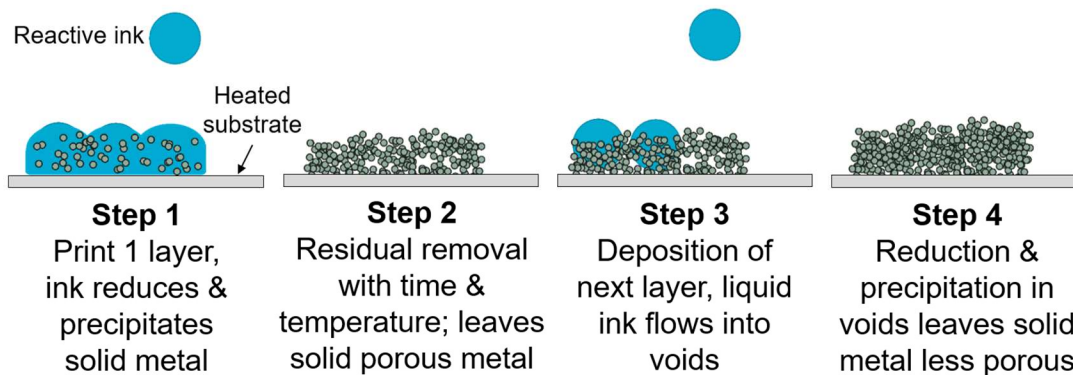 Reactive ink
Heated
substrate
Step 1
Print 1 layer,
ink reduces &
precipitates
solid metal
Step 2
Residual removal
with time &
temperature; leaves
solid porous metal
Step 3
Deposition of
next layer, liquid
ink flows into
voids
Step 4
Reduction &
precipitation in
voids leaves solid
metal less porous